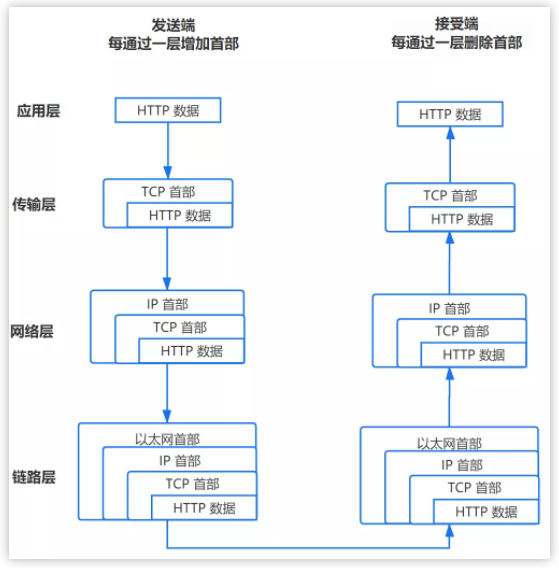 发送端
每通过一层增加首部
接受端
每通过一层删除首部
应用层
HTTP 数据
HTTP 数据
传输层
TCP 首部
HTTP 数据
TCP 首部
HTTP 数据
网络层
IP 首部
TCP 首部
HTTP 数据
IP 首部
TCP 首部
HTTP 数据
链路层
以太网首部
IP 首部
TCP 首部
HTTP 数据
以太网首部
IP 首部
TCP 首部
HTTP 数据